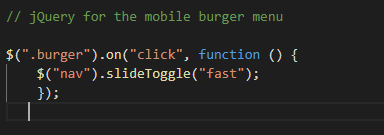 // jQuery for the mobile burger menu
$(".burger").on("click", function () {
$("nav").slideToggle("fast");
});